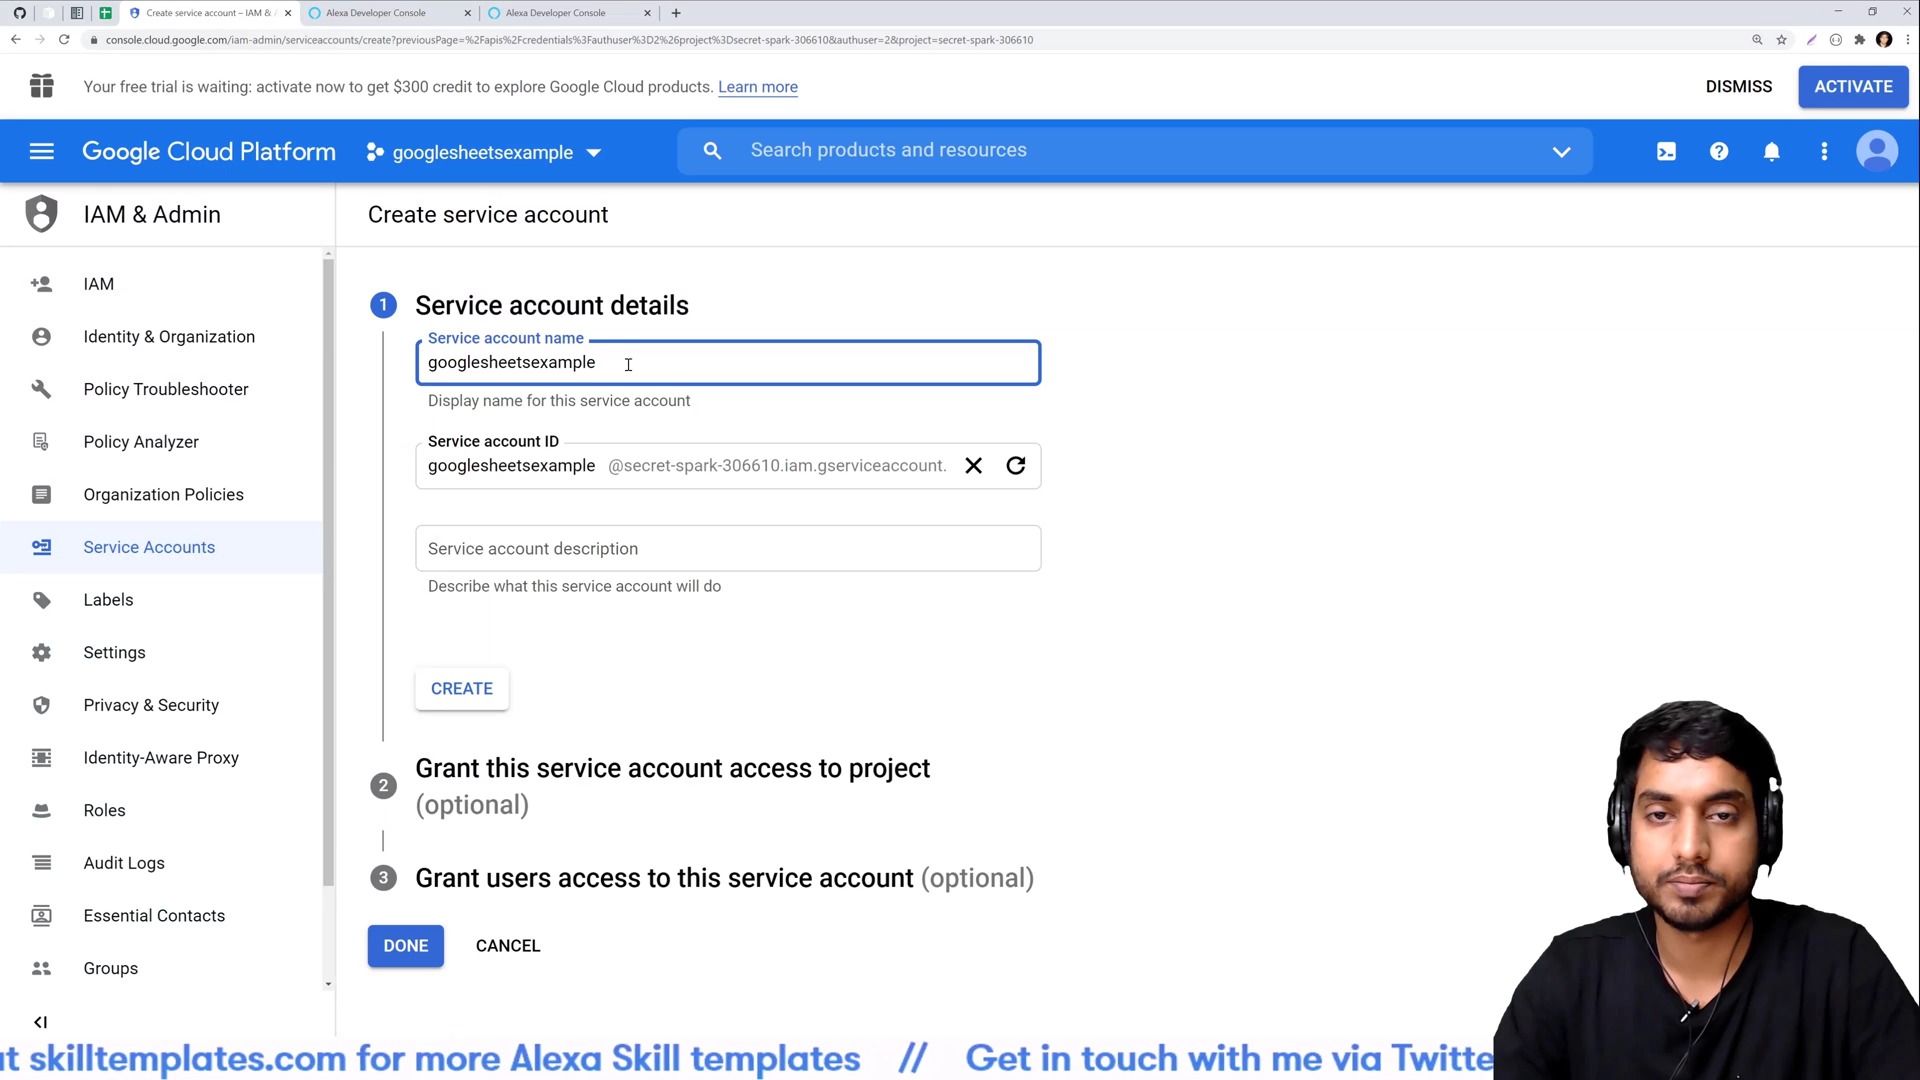 Create service account – IAM &
Alexa Developer Console
Alexa Developer Console
console.cloud.google.com/iam-admin/serviceaccounts/create?previousPage=%2Fapis%2Fcredentials%3Fauthuser%3D2%26project%3Dsecret-spark-306610&authuser=2&project=secret-spark-306610
Your free trial is waiting: activate now to get $300 credit to explore Google Cloud products. Learn more
DISMISS
ACTIVATE
Google Cloud Platform
googlesheetsexample
Search products and resources
IAM & Admin
Create service account
IAM
Identity & Organization
Policy Troubleshooter
Policy Analyzer
Organization Policies
Service Accounts
Labels
Settings
Privacy & Security
Identity-Aware Proxy
Roles
Audit Logs
Essential Contacts
Groups
1 Service account details
Service account name
googlesheetsexample
Display name for this service account
Service account ID
googlesheetsexample @secret-spark-306610.iam.gserviceaccount.
Service account description
Describe what this service account will do
CREATE
2 Grant this service account access to project
(optional)
3 Grant users access to this service account (optional)
DONE
CANCEL
at skilltemplates.com for more Alexa Skill templates // Get in touch with me via Twitte